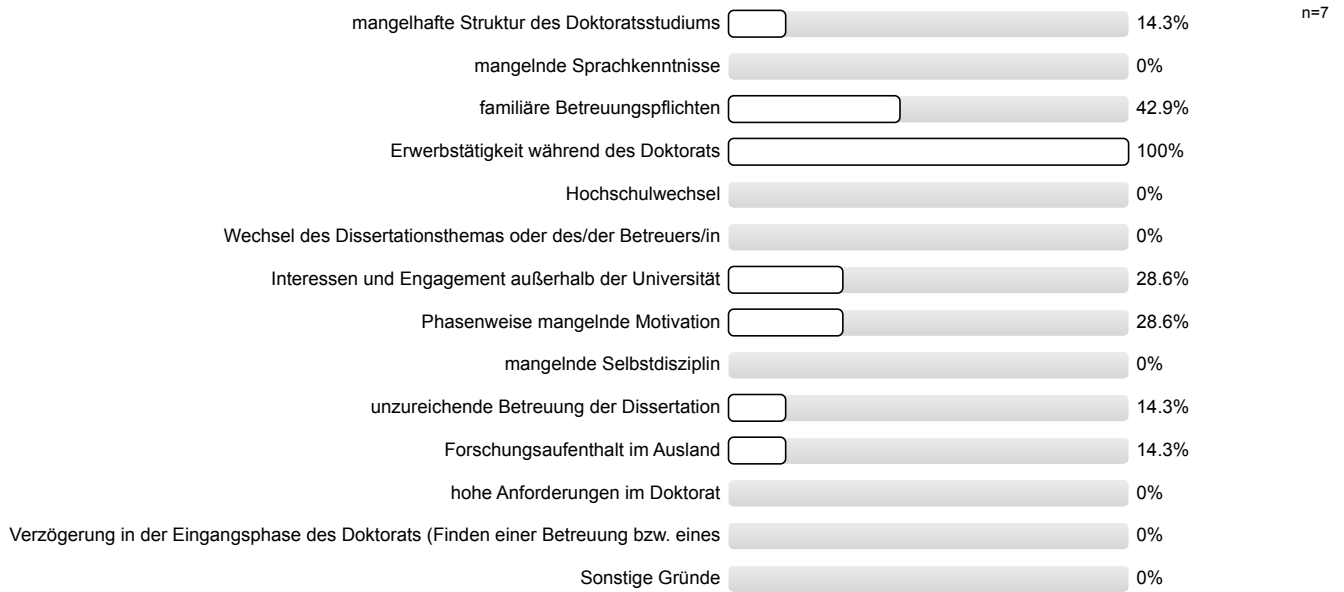 n=7
mangelhafte Struktur des Doktoratsstudiums 14.3%
mangelnde Sprachkenntnisse 0%
familiäre Betreuungspflichten 42.9%
Erwerbstätigkeit während des Doktorats 100%
Hochschulwechsel 0%
Wechsel des Dissertationsthemas oder des/der Betreuers/in 0%
Interessen und Engagement außerhalb der Universität 28.6%
Phasenweise mangelnde Motivation 28.6%
mangelnde Selbstdisziplin 0%
unzureichende Betreuung der Dissertation 14.3%
Forschungsaufenthalt im Ausland 14.3%
hohe Anforderungen im Doktorat 0%
Verzögerung in der Eingangsphase des Doktorats (Finden einer Betreuung bzw. eines 0%
Sonstige Gründe 0%